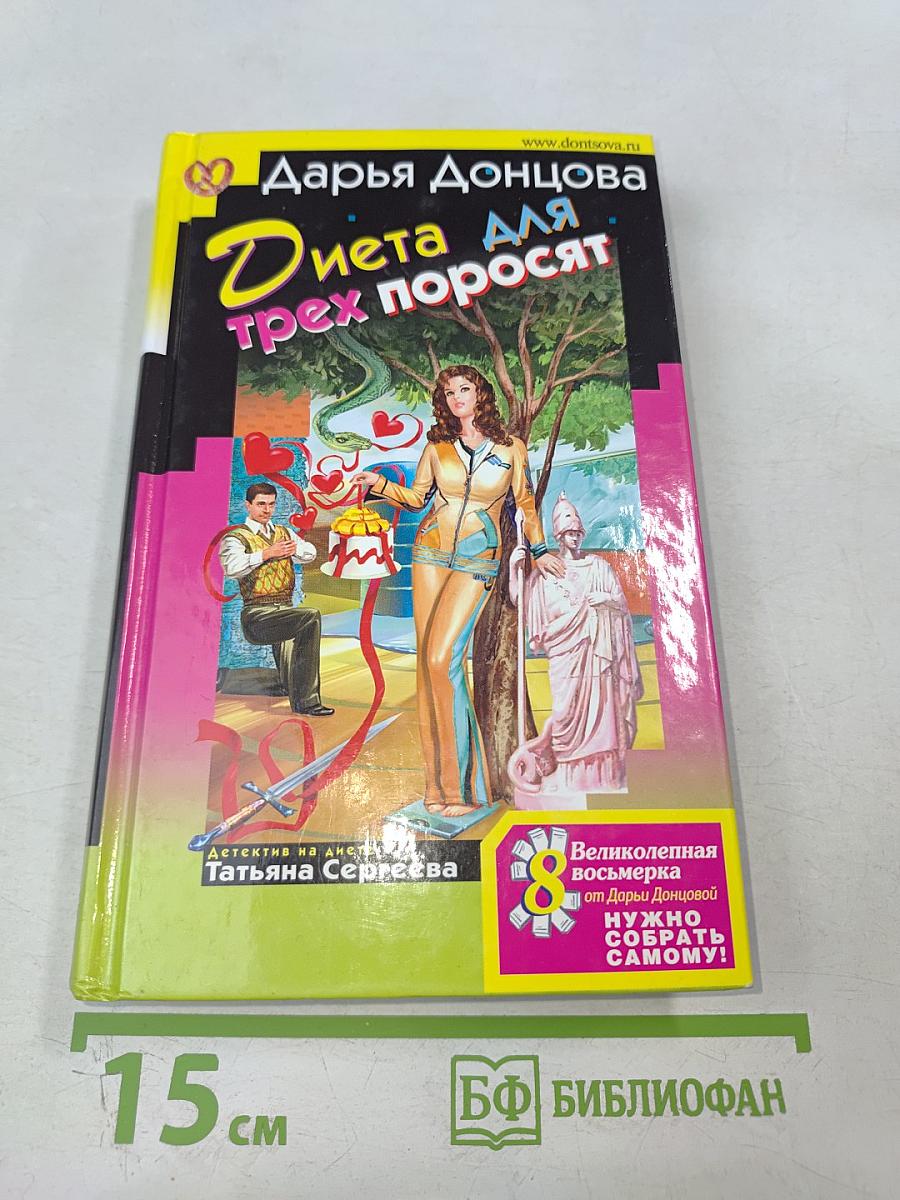 www.dontsova.ru
Дарья Донцова
Диета для
трех поросят
Детектив на диете
Татьяна Сергеева
8
Великолепная
восьмерка
от Дарьи Донцовой
НУЖНО
СОБРАТЬ
САМОМУ!
15 см
БФ БИБЛИОФАН